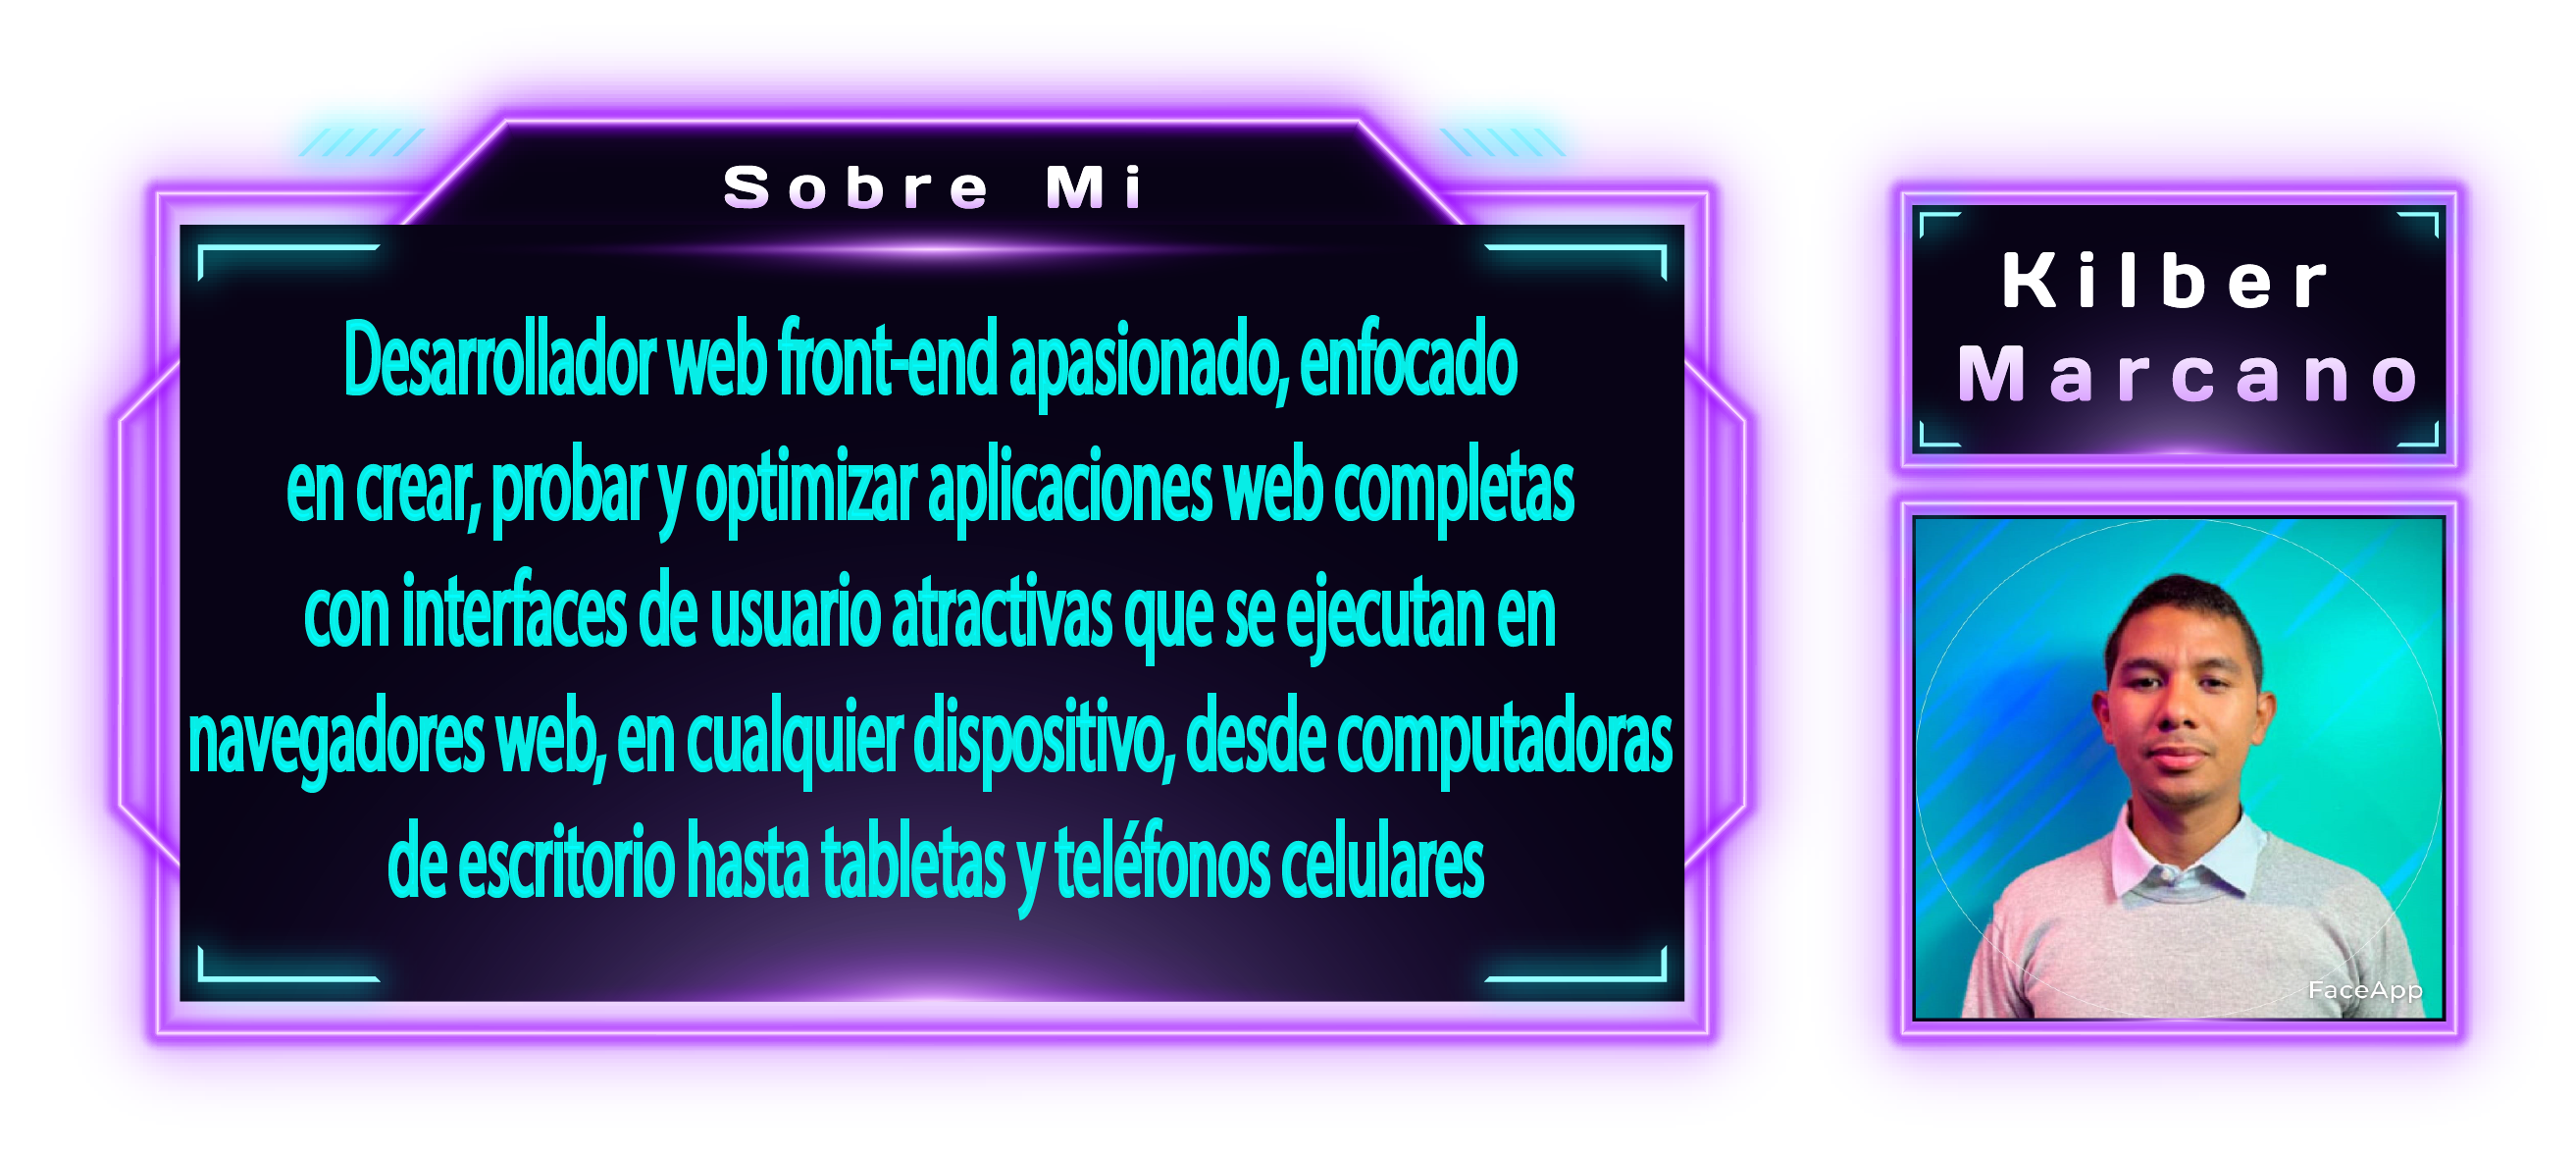 Sobre Mi
Desarrollador web front-end apasionado, enfocado
en crear, probar y optimizar aplicaciones web completas
con interfaces de usuario atractivas que se ejecutan en
navegadores web, en cualquier dispositivo, desde computadoras
de escritorio hasta tabletas y teléfonos celulares
Kilber
Marcano
FaceApp